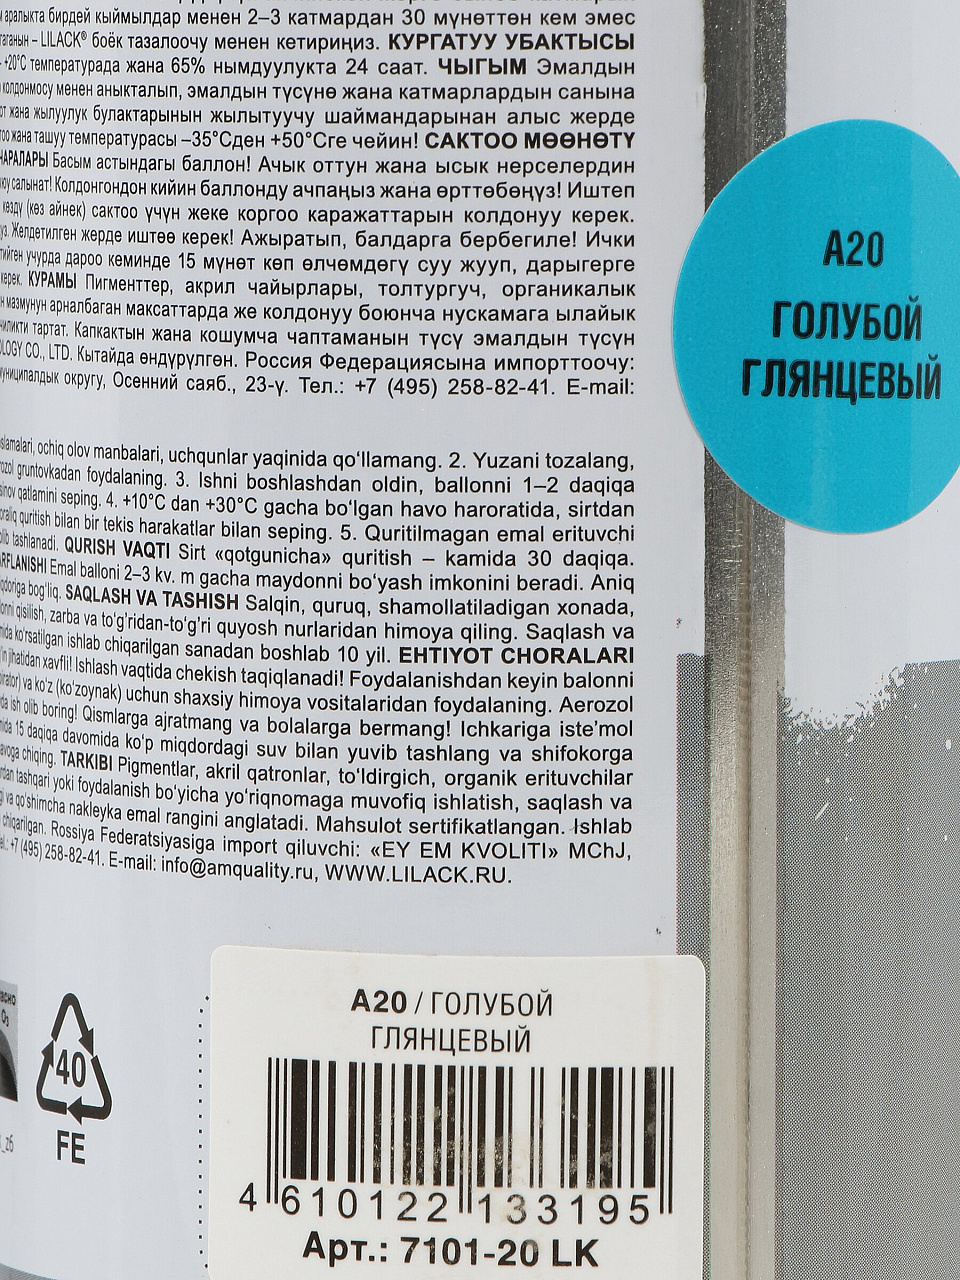 аралыкта бирдей кыймылдар менен 2–3 катмардан 30 мүнөттөн кем эмес
– LILACK® боёк тазалоочу менен кетириңиз. КУРГАТУУ УБАКТЫСЫ
+20°С температурада жана 65% нымдуулукта 24 саат. ЧЫГЫМ Эмалдын
менен аныкталып, эмалдын түсүнө жана катмарлардын санына
жана жылуулук булактарынын жылытуучу шаймандарынан алыс жерде
жана ташуу температурасы –35°Сден +50°Сге чейин! САКТОО МӨӨНӨТҮ
Басым астындагы баллон! Ачык оттун жана ысык нерселердин
салынат! Колдонгондон кийин баллонду ачпаңыз жана өрттөбөңүз! Иштеп
көздү (көз айнек) сактоо үчүн жеке коргоо каражаттарын колдонуу керек.
Желдетилген жерде иштөө керек! Ажыратып, балдарга бербегиле! Ички
учурда дароо кеминде 15 мүнөт көп өлчөмдөгү суу жууп, дарыгерге
керек. КУРАМЫ Пигменттер, акрил чайырлары, толтургуч, органикалык
мазмунун арналбаган максаттарда же колдонуу боюнча нускамага ылайык
тартат. Капкактын жана кошумча чаптаманын түсү эмалдын түсүн
CO., LTD. Кытайда өндүрүлгөн. Россия Федерациясына импорттоочу:
округу, Осенний саяб., 23-ү. Тел.: +7 (495) 258-82-41. E-mail:
ochiq olov manbalari, uchqunlar yaqinida qo‘llamang. 2. Yuzani tozalang,
gruntovkadan foydalaning. 3. Ishni boshlashdan oldin, ballonni 1–2 daqiqa
qatlamini seping. 4. +10°C dan +30°C gacha bo‘lgan havo haroratida, sirtdan
quritish bilan bir tekis harakatlar bilan seping. 5. Quritilmagan emal erituvchi
tashlanadi. QURISH VAQTI Sirt «qotgunicha» quritish – kamida 30 daqiqa.
Emal balloni 2–3 kv. m gacha maydonni bo‘yash imkonini beradi. Aniq
bog‘liq. SAQLASH VA TASHISH Salqin, quruq, shamollatiladigan xonada,
qisilish, zarba va to‘g‘ridan-to‘g‘ri quyosh nurlaridan himoya qiling. Saqlash va
ko‘rsatilgan ishlab chiqarilgan sanadan boshlab 10 yil. EHTIYOT CHORALARI
jihatidan xavfli! Ishlash vaqtida chekish taqiqlanadi! Foydalanishdan keyin balonni
va ko‘z (ko‘zoynak) uchun shaxsiy himoya vositalaridan foydalaning. Aerozol
ish olib boring! Qismlarga ajratmang va bolalarga bermang! Ichkariga iste’mol
15 daqiqa davomida ko‘p miqdordagi suv bilan yuvib tashlang va shifokorga
chiqing. TARKIBI Pigmentlar, akril qatronlar, to‘ldirgich, organik erituvchilar
tashqari yoki foydalanish bo‘yicha yo‘riqnomaga muvofiq ishlatish, saqlash va
va qo‘shimcha nakleyka emal rangini anglatadi. Mahsulot sertifikatlangan. Ishlab
chiqarilgan. Rossiya Federatsiyasiga import qiluvchi: «EY EM KVOLITI» MChJ,
+7 (495) 258-82-41. E-mail: info@amquality.ru, WWW.LILACK.RU.
А20
ГОЛУБОЙ
ГЛЯНЦЕВЫЙ
40
FE
А20 / ГОЛУБОЙ
ГЛЯНЦЕВЫЙ
4 610122 133195
Арт.: 7101-20 LK